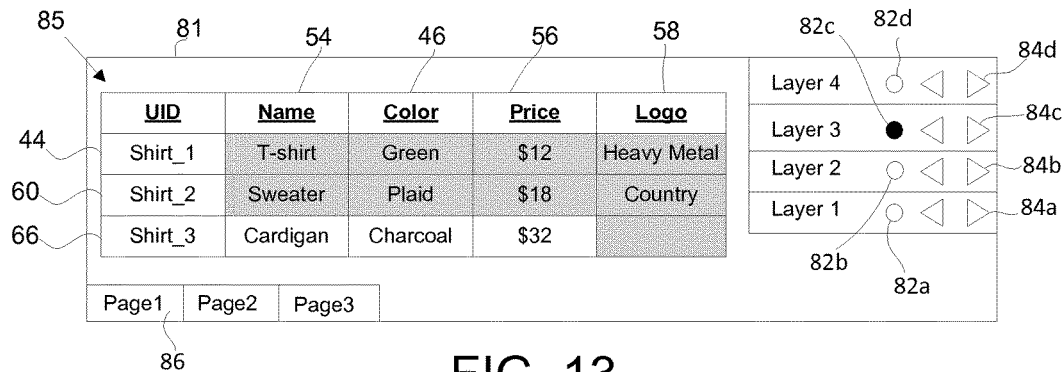 85 81 54 46 56 58 82c 82d
UID Name Color Price Logo Layer 4 84d
44 Shirt_1 T-shirt Green $12 Heavy Metal Layer 3 84c
60 Shirt_2 Sweater Plaid $18 Country Layer 2 84b
66 Shirt_3 Cardigan Charcoal $32 Layer 1 84a
82b 82a
Page1 Page2 Page3
86
FIG. 13